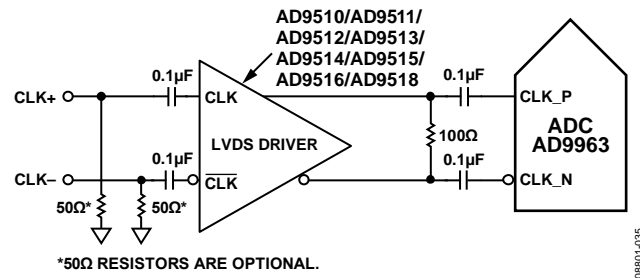 AD9510/AD9511/
AD9512/AD9513/
AD9514/AD9515/
AD9516/AD9518
0.1µF
0.1µF
CLK+
CLK
CLK_P
ADC
AD9963
LVDS DRIVER
100Ω
0.1µF
0.1µF
CLK–
CLK
CLK_N
50Ω*
50Ω*
*50Ω RESISTORS ARE OPTIONAL.
08801-035